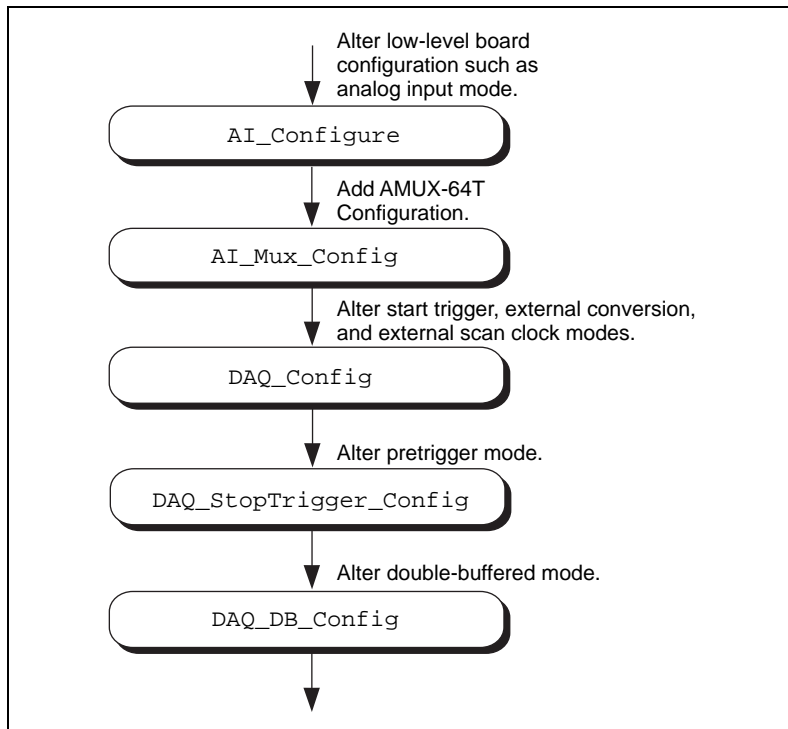 Alter low-level board
configuration such as
analog input mode.
AI_Configure
Add AMUX-64T
Configuration.
AI_Mux_Config
Alter start trigger, external conversion,
and external scan clock modes.
DAQ_Config
Alter pretrigger mode.
DAQ_StopTrigger_Config
Alter double-buffered mode.
DAQ_DB_Config